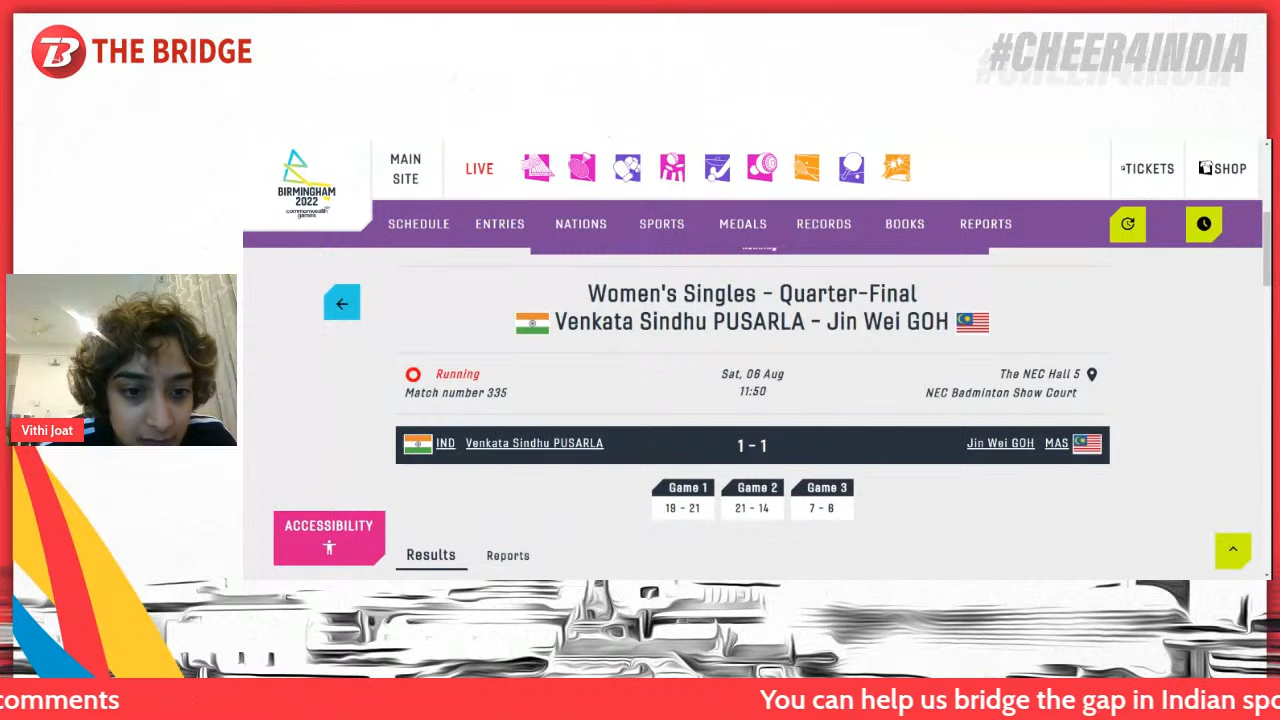 THE BRIDGE
#CHEER4INDIA
MAIN SITE
LIVE
TICKETS
SHOP
BIRMINGHAM
2022
commonwealth
games
SCHEDULE ENTRIES NATIONS SPORTS MEDALS RECORDS BOOKS REPORTS
Women's Singles - Quarter-Final
Venkata Sindhu PUSARLA - Jin Wei GOH
Running
Sat, 06 Aug
The NEC Hall 5
Match number 335
11:50
NEC Badminton Show Court
IND Venkata Sindhu PUSARLA 1 - 1 Jin Wei GOH MAS
Game 1 Game 2 Game 3
19 - 21 21 - 14
Vithi Joat
ACCESSIBILITY
Results Reports
comments
You can help us bridge the gap in Indian spo